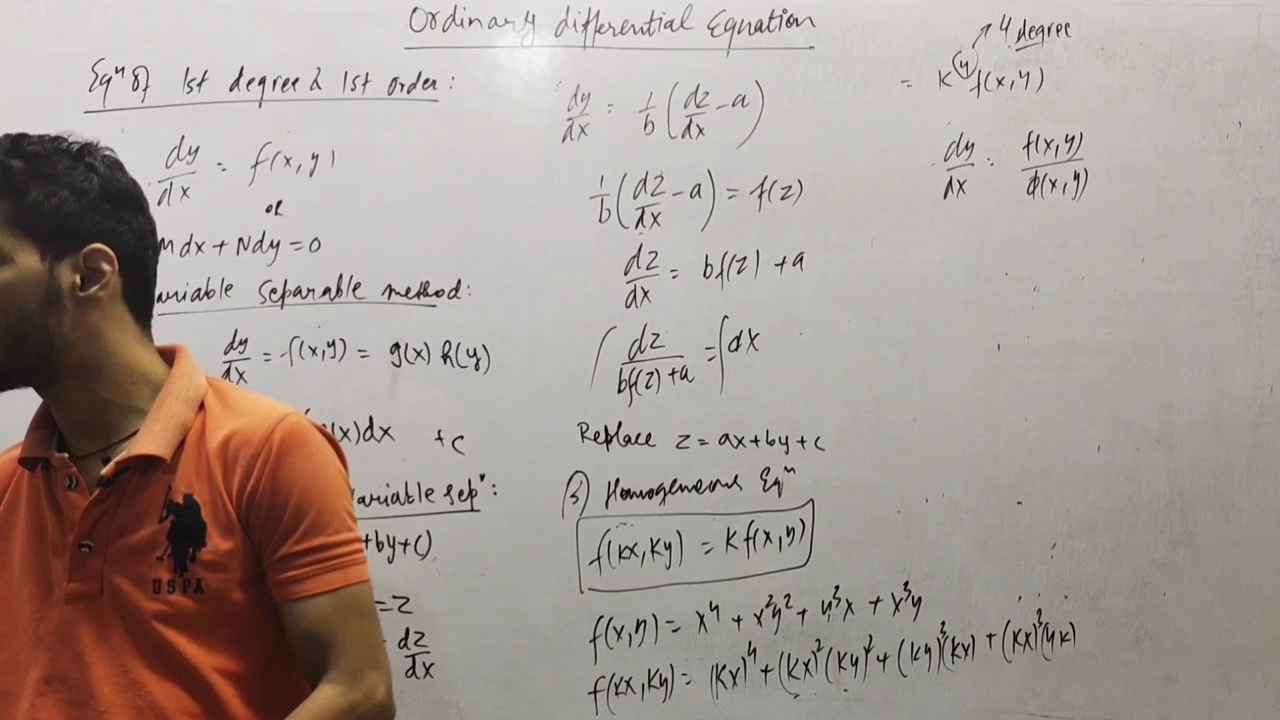 Ordinary differential Equation
Eqⁿ of 1st degree & 1st order:
dy/dx = f(x,y)
or
Mdx + Ndy = 0
ariable separable method:
dy/dx = f(x,y) = g(x) h(y)
(x)dx + c
ariable sepⁿ:
+by+c)
=z
dz/dx
USPA
dy/dx = 1/b (dz/dx - a)
1/b (dz/dx - a) = f(z)
dz/dx = bf(z) + a
∫ dz/(bf(z)+a) = ∫dx
Replace z = ax+by+c
(3) Homogeneous Eqⁿ
f(kx,ky) = k f(x,y)
f(x,y) = x⁴ + x²y² + y³x + x³y
f(kx,ky) = (kx)⁴ + (kx)²(ky)² + (ky)³(kx) + (kx)³(yk)
→ 4 degree
= k⁴ f(x,y)
dy/dx = f(x,y)/ϕ(x,y)